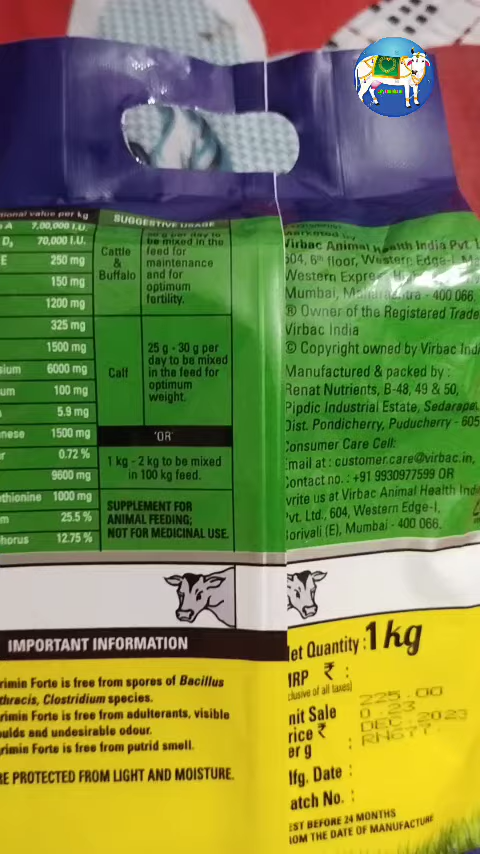 tional value per kg
A 7,00,000 I.U.
D₃ 70,000 I.U.
E 250 mg
150 mg
1200 mg
325 mg
1500 mg
sium 6000 mg
um 100 mg
5.9 mg
nese 1500 mg
r 0.72 %
9600 mg
thionine 1000 mg
m 25.5 %
horus 12.75 %
SUGGESTIVE USAGE
Cattle
&
Buffalo
per day to
be mixed in the
feed for
maintenance
and for
optimum
fertility.
Calf
25 g - 30 g per
day to be mixed
in the feed for
optimum
weight.
'OR'
1 kg - 2 kg to be mixed
in 100 kg feed.
SUPPLEMENT FOR
ANIMAL FEEDING;
NOT FOR MEDICINAL USE.
IMPORTANT INFORMATION
rimin Forte is free from spores of Bacillus
thracis, Clostridium species.
rimin Forte is free from adulterants, visible
oulds and undesirable odour.
rimin Forte is free from putrid smell.
RE PROTECTED FROM LIGHT AND MOISTURE.
Marketed by
Virbac Animal Health India Pvt. L
604, 6th floor, Western Edge-I,
Western Express
Mumbai, Maharashtra - 400 066.
® Owner of the Registered Trade
Virbac India
© Copyright owned by Virbac Indi
Manufactured & packed by :
Renat Nutrients, B-48, 49 & 50,
Pipdic Industrial Estate, Sedarape
Dist. Pondicherry, Puducherry - 605
Consumer Care Cell:
mail at : customer.care@virbac.in,
Contact no. : +91 9930977599 OR
write us at Virbac Animal Health Indi
Pvt. Ltd., 604, Western Edge-I,
Borivali (E), Mumbai - 400 066.
et Quantity : 1 kg
MRP ₹ :
clusive of all taxes)
225.00
nit Sale
rice ₹
er g :
0.23
DEC.2023
RN677
Mfg. Date :
atch No. :
EST BEFORE 24 MONTHS
ROM THE DATE OF MANUFACTURE